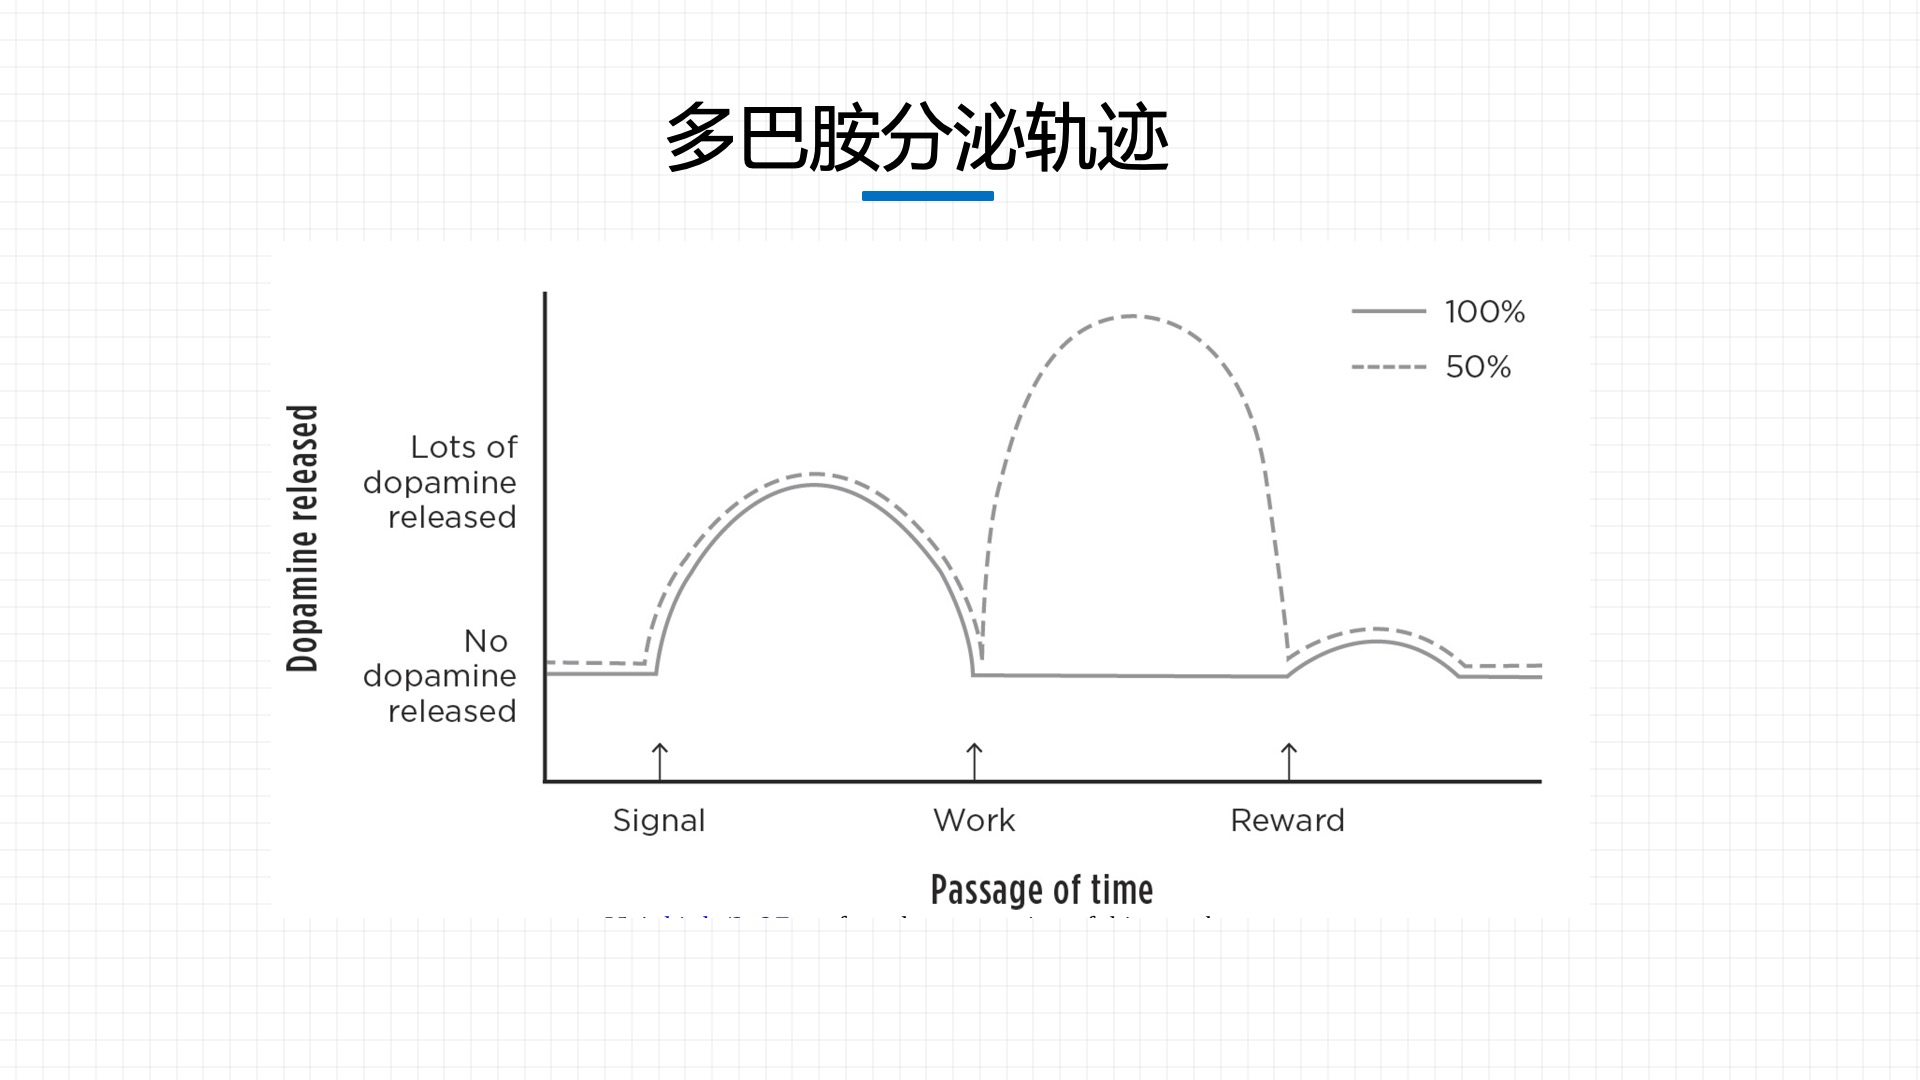 多巴胺分泌轨迹
100%
50%
Dopamine released
Lots of
dopamine
released
No
dopamine
released
Signal
Work
Reward
Passage of time